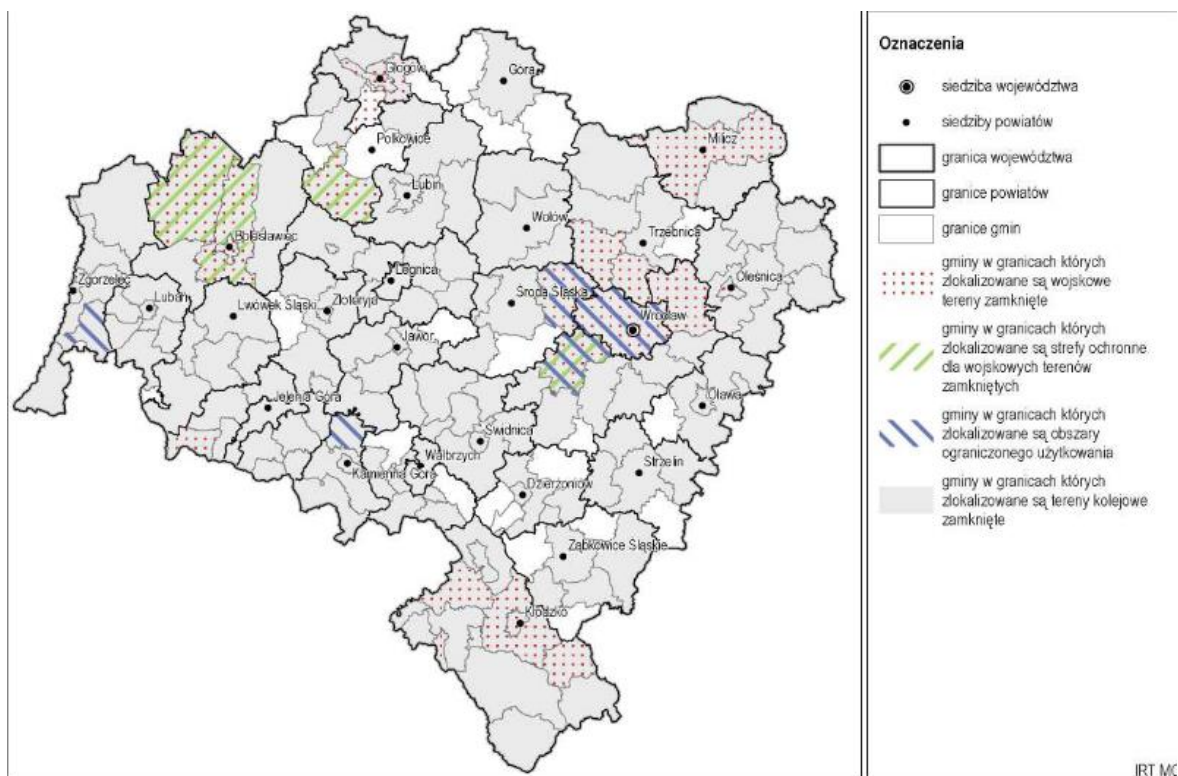 Głogów
Góra
Polkowice
Milicz
Lubin
Wołów
Trzebnica
Bolesławiec
Legnica
Oleśnica
Zgorzelec
Lubań
Lwówek Śląski
Złotoryja
Środa Śląska
Wrocław
Jawor
Jelenia Góra
Oława
Świdnica
Wałbrzych
Kamienna Góra
Strzelin
Dzierżoniów
Ząbkowice Śląskie
Kłodzko
Oznaczenia
siedziba województwa
siedziby powiatów
granica województwa
granice powiatów
granice gmin
gminy w granicach których
zlokalizowane są wojskowe
tereny zamknięte
gminy w granicach których
zlokalizowane są strefy ochronne
dla wojskowych terenów
zamkniętych
gminy w granicach których
zlokalizowane są obszary
ograniczonego użytkowania
gminy w granicach których
zlokalizowane są tereny kolejowe
zamknięte
IRT MC